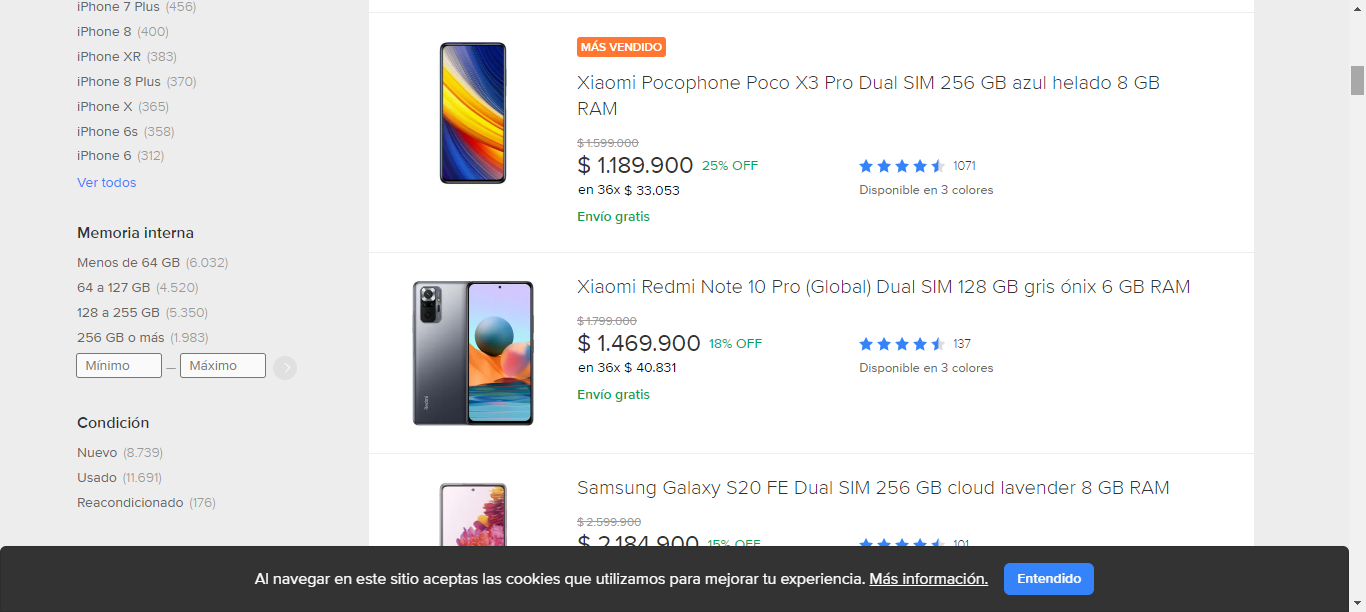 iPhone 7 Plus (456)
iPhone 8 (400)
iPhone XR (383)
iPhone 8 Plus (370)
iPhone X (365)
iPhone 6s (358)
iPhone 6 (312)
Ver todos
Memoria interna
Menos de 64 GB (6.032)
64 a 127 GB (4.520)
128 a 255 GB (5.350)
256 GB o más (1.983)
Mínimo – Máximo
Condición
Nuevo (8.739)
Usado (11.691)
Reacondicionado (176)
MÁS VENDIDO
Xiaomi Pocophone Poco X3 Pro Dual SIM 256 GB azul helado 8 GB
RAM
$ 1.599.000
$ 1.189.900 25% OFF
en 36x $ 33.053
Envío gratis
1071
Disponible en 3 colores
Xiaomi Redmi Note 10 Pro (Global) Dual SIM 128 GB gris ónix 6 GB RAM
$ 1.799.000
$ 1.469.900 18% OFF
en 36x $ 40.831
Envío gratis
137
Disponible en 3 colores
Redmi
Samsung Galaxy S20 FE Dual SIM 256 GB cloud lavender 8 GB RAM
$ 2.599.900
$ 2.184.900 15% OFF
101
Al navegar en este sitio aceptas las cookies que utilizamos para mejorar tu experiencia. Más información.
Entendido